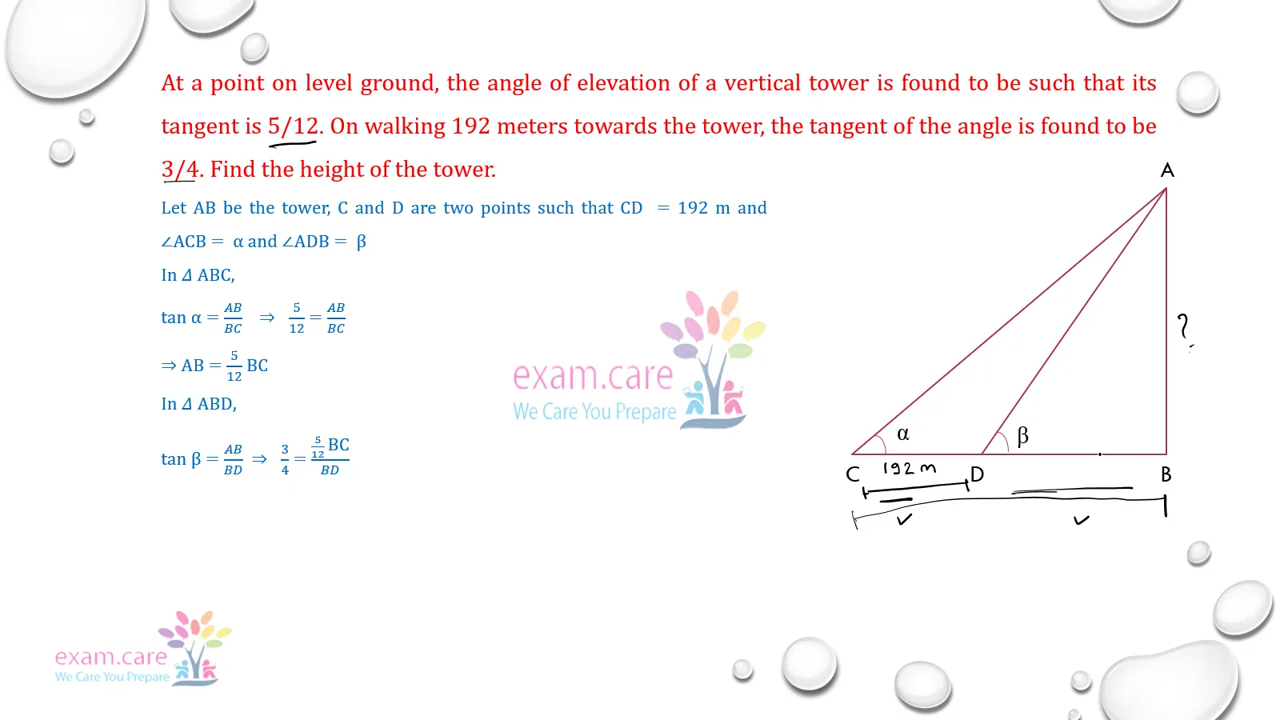 At a point on level ground, the angle of elevation of a vertical tower is found to be such that its
tangent is 5/12. On walking 192 meters towards the tower, the tangent of the angle is found to be
3/4. Find the height of the tower.
Let AB be the tower, C and D are two points such that CD = 192 m and
∠ACB = α and ∠ADB = β
In Δ ABC,
tan α = AB/BC ⇒ 5/12 = AB/BC
⇒ AB = 5/12 BC
In Δ ABD,
tan β = AB/BD ⇒ 3/4 = 5/12 BC/BD
A
?
α
β
C
192 m
D
B
exam.care
We Care You Prepare
exam.care
We Care You Prepare